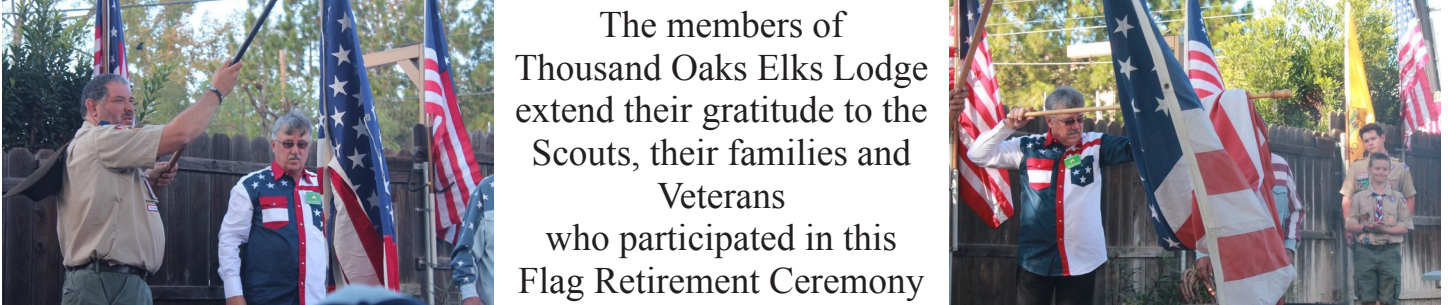 The members of
Thousand Oaks Elks Lodge
extend their gratitude to the
Scouts, their families and
Veterans
who participated in this
Flag Retirement Ceremony